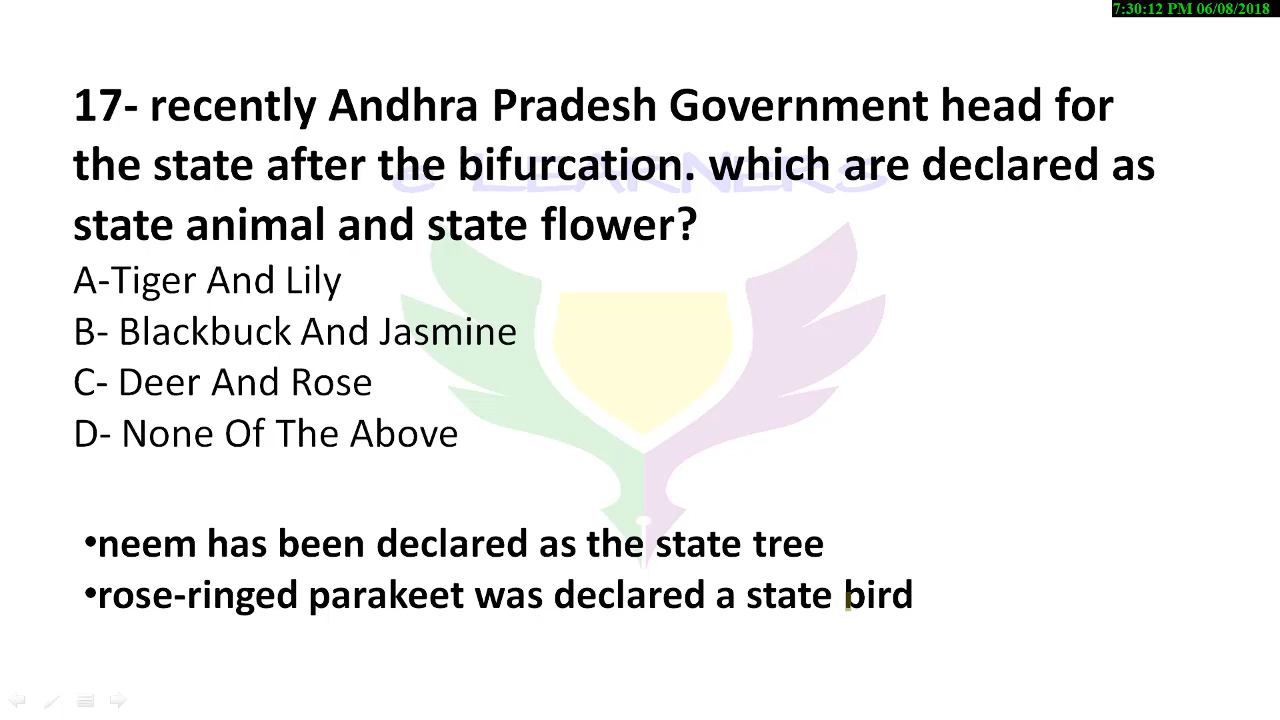 7:30:12 PM 06/08/2018
17- recently Andhra Pradesh Government head for
the state after the bifurcation. which are declared as
state animal and state flower?
e LEARNERS
A-Tiger And Lily
B- Blackbuck And Jasmine
C- Deer And Rose
D- None Of The Above
•neem has been declared as the state tree
•rose-ringed parakeet was declared a state bird